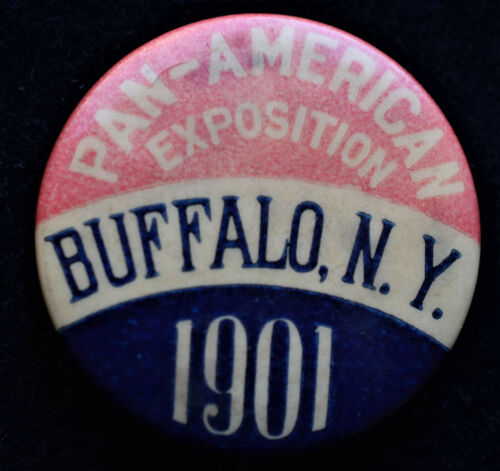 PAN-AMERICAN
EXPOSITION
BUFFALO, N. Y.
1901